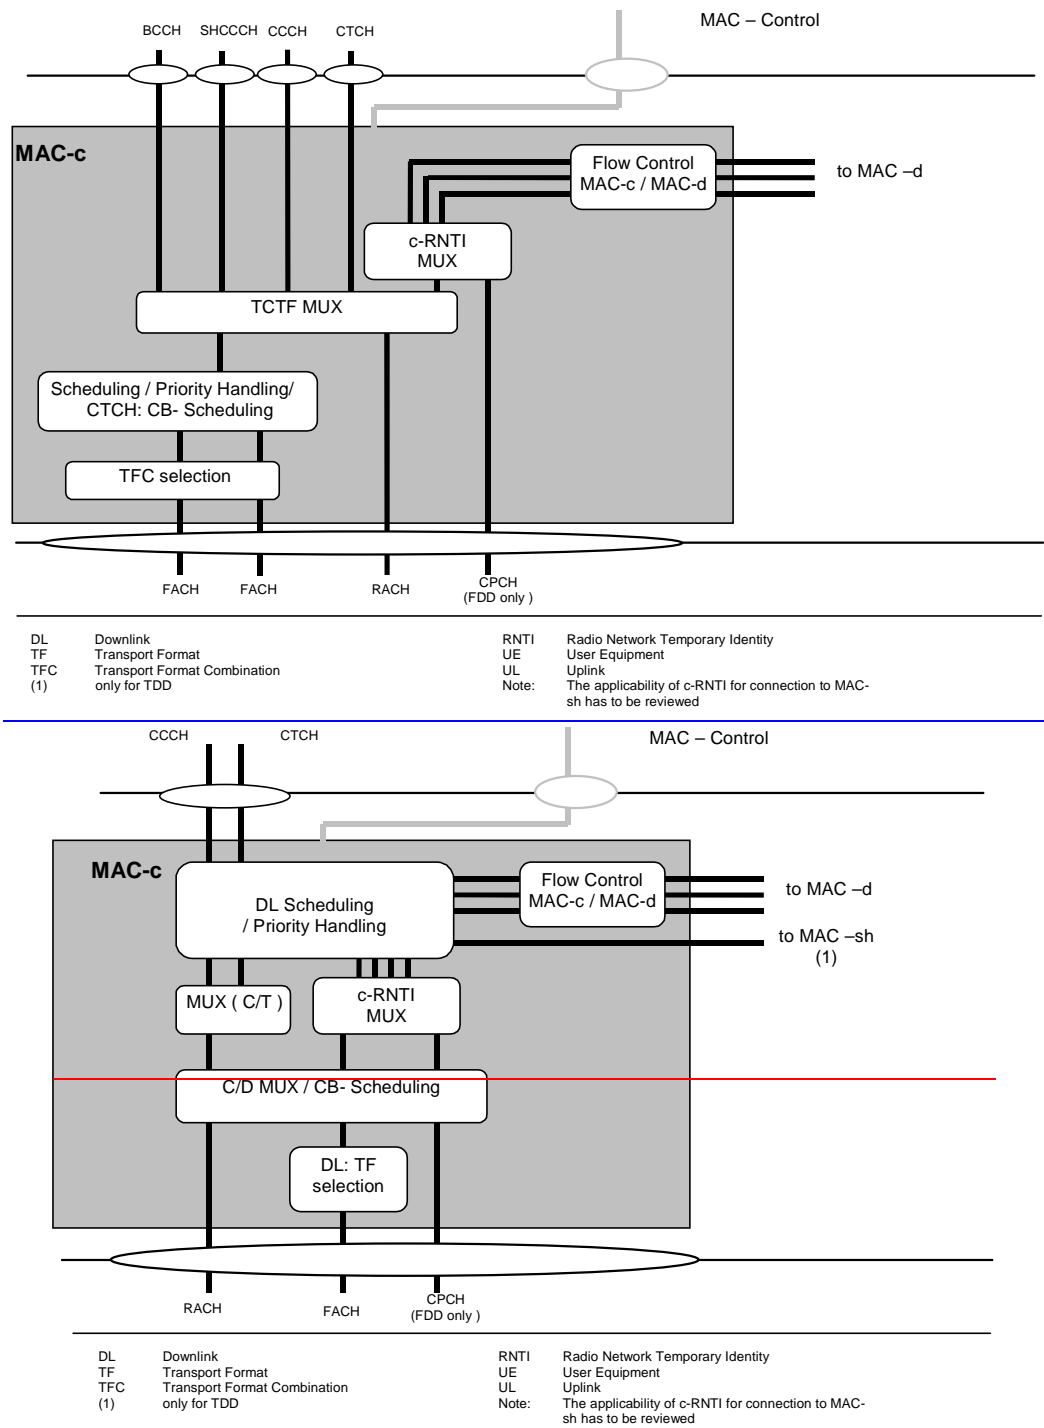 BCCH SHCCCH CCCH CTCH
MAC – Control
MAC-c
Flow Control
MAC-c / MAC-d
to MAC –d
c-RNTI
MUX
TCTF MUX
Scheduling / Priority Handling/
CTCH: CB- Scheduling
TFC selection
FACH FACH RACH CPCH
(FDD only )
DL Downlink
TF Transport Format
TFC Transport Format Combination
(1) only for TDD
RNTI Radio Network Temporary Identity
UE User Equipment
UL Uplink
Note: The applicability of c-RNTI for connection to MAC-
sh has to be reviewed
CCCH CTCH
MAC – Control
MAC-c
DL Scheduling
/ Priority Handling
Flow Control
MAC-c / MAC-d
to MAC –d
to MAC –sh
(1)
MUX ( C/T )
c-RNTI
MUX
C/D MUX / CB- Scheduling
DL: TF
selection
RACH FACH CPCH
(FDD only )
DL Downlink
TF Transport Format
TFC Transport Format Combination
(1) only for TDD
RNTI Radio Network Temporary Identity
UE User Equipment
UL Uplink
Note: The applicability of c-RNTI for connection to MAC-
sh has to be reviewed